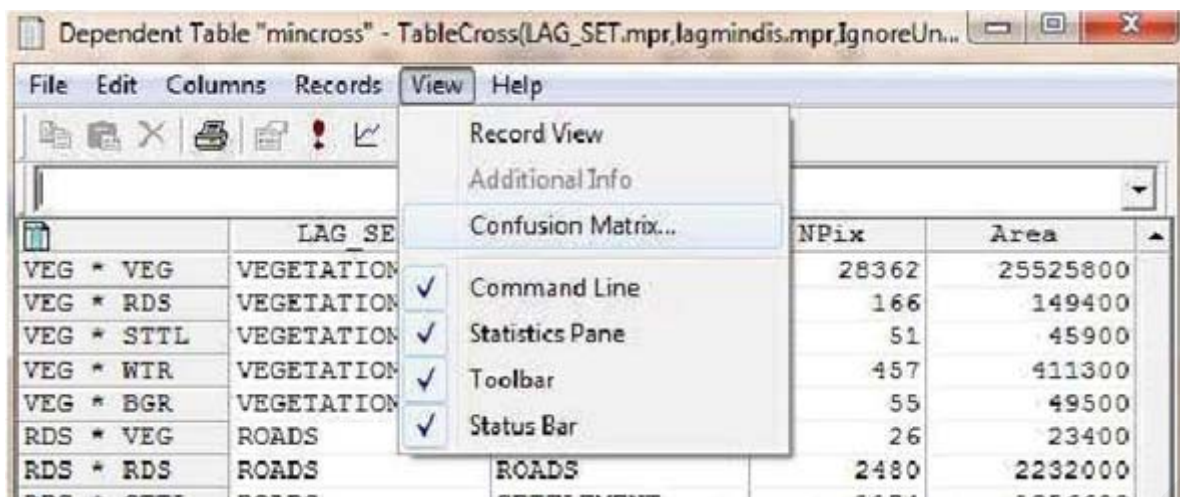 Dependent Table "mincross" - TableCross(LAG_SET.mpr,lagmindis.mpr,IgnoreUn...
File Edit Columns Records View Help
Record View
Additional Info
Confusion Matrix...
Command Line
Statistics Pane
Toolbar
Status Bar
LAG_SE NPix Area
VEG * VEG VEGETATION 28362 25525800
VEG * RDS VEGETATION 166 149400
VEG * STTL VEGETATION 51 45900
VEG * WTR VEGETATION 457 411300
VEG * BGR VEGETATION 55 49500
RDS * VEG ROADS 26 23400
RDS * RDS ROADS ROADS 2480 2232000